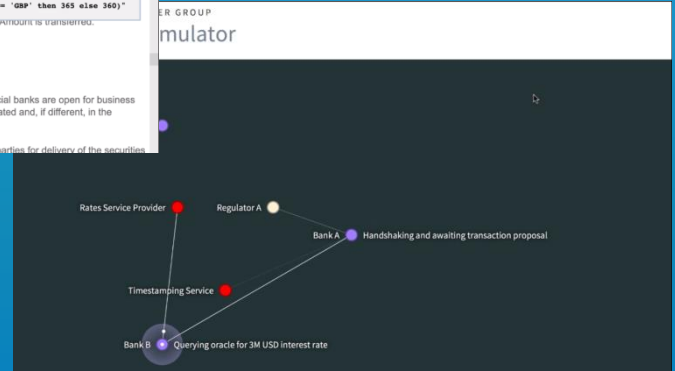 = 'GBP' then 365 else 360)"
Amount is transferred.
cial banks are open for business
ated and, if different, in the
parties for delivery of the securities
ER GROUP
mulator
Rates Service Provider
Regulator A
Bank A
Handshaking and awaiting transaction proposal
Timestamping Service
Bank B
Querying oracle for 3M USD interest rate